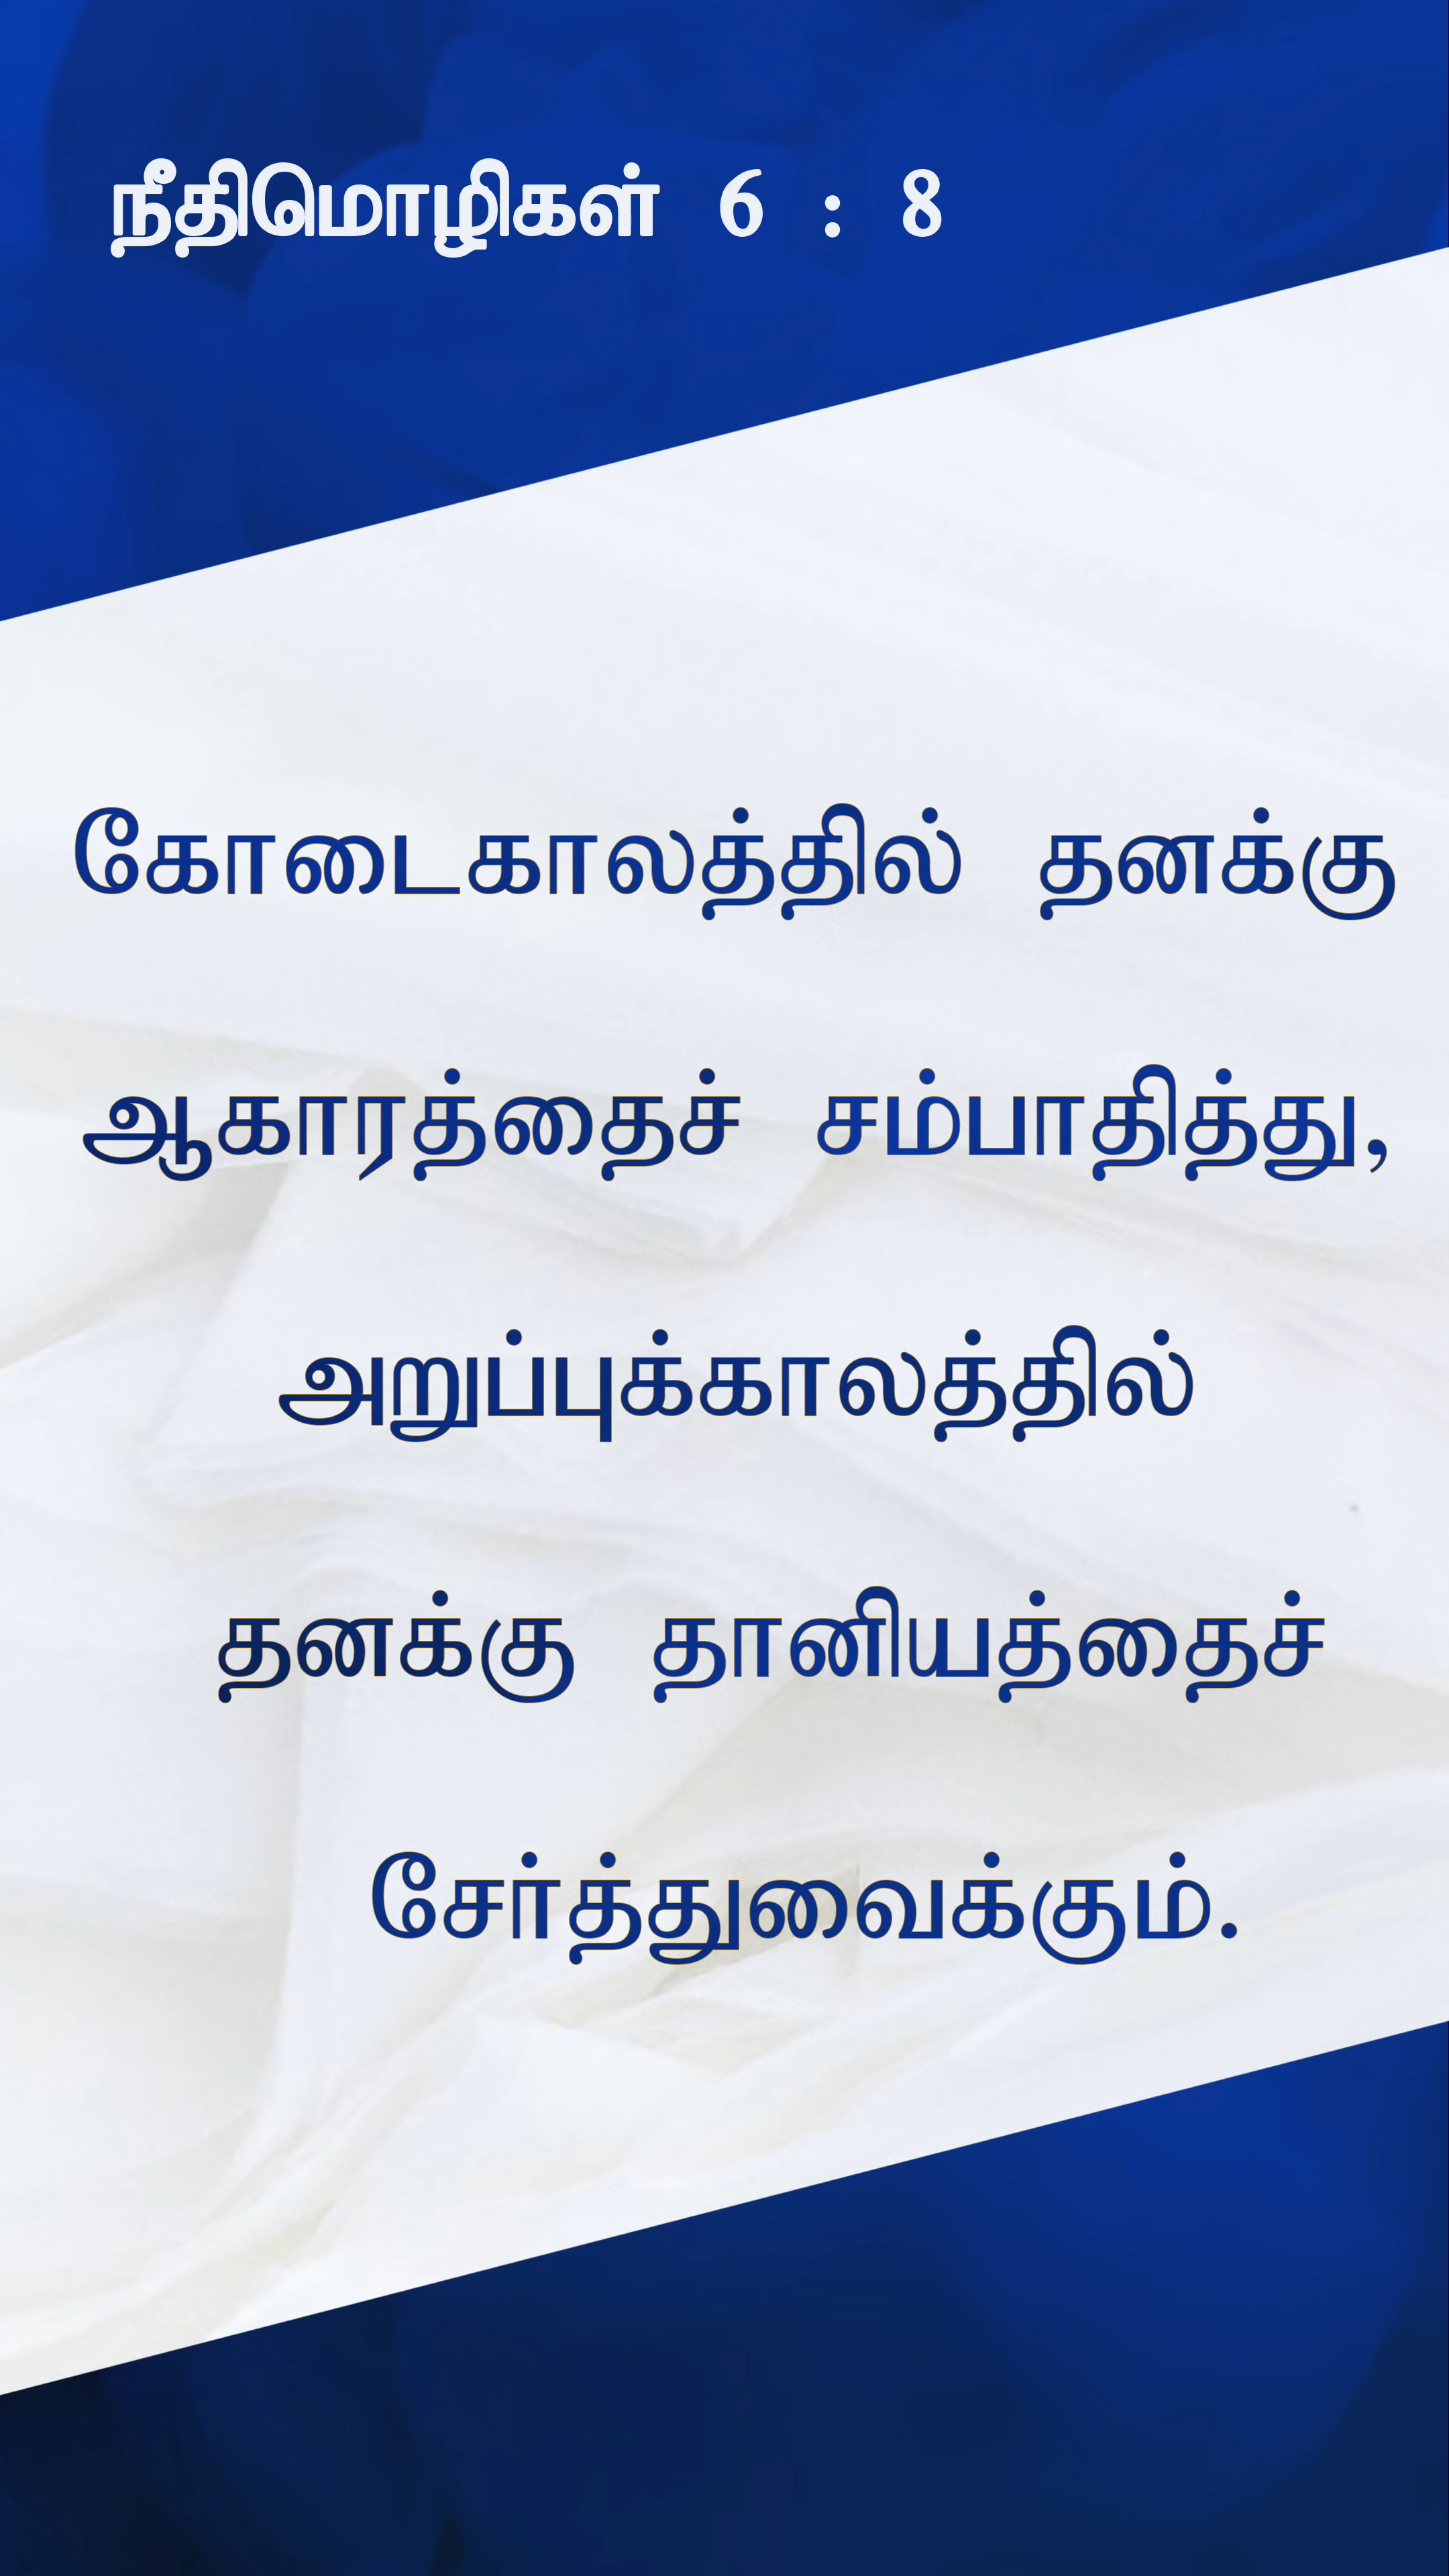 நீதிமொழிகள் 6 : 8
கோடைகாலத்தில் தனக்கு
ஆகாரத்தைச் சம்பாதித்து,
அறுப்புக்காலத்தில்
தனக்கு தானியத்தைச்
சேர்த்துவைக்கும்.